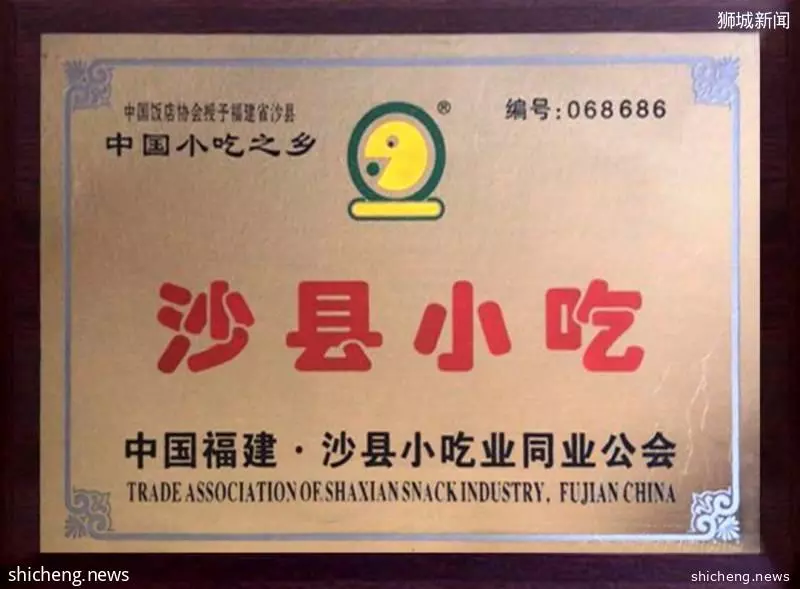 狮城新闻
中国饭店协会授予福建省沙县
中国小吃之乡
®
编号:068686
沙县小吃
中国福建·沙县小吃业同业公会
TRADE ASSOCIATION OF SHAXIAN SNACK INDUSTRY, FUJIAN CHINA
shicheng.news
shicheng.news